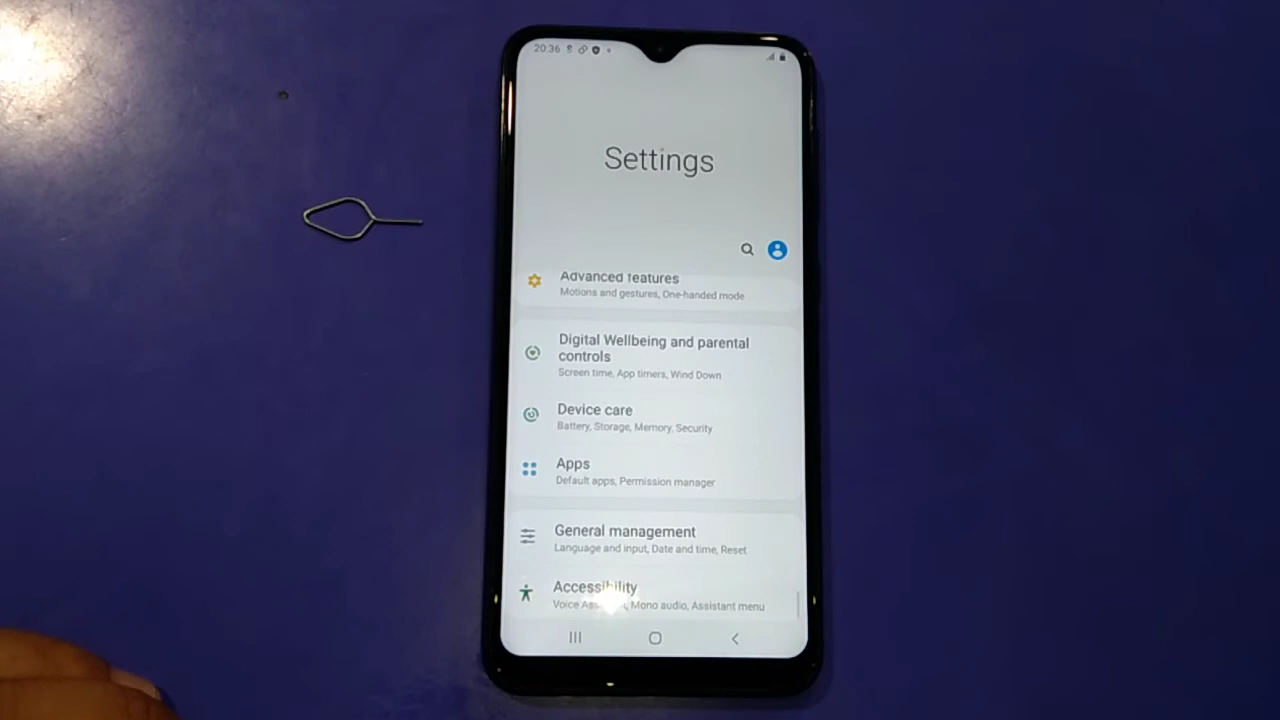 20:36
Settings
Advanced features
Motions and gestures, One-handed mode
Digital Wellbeing and parental
controls
Screen time, App timers, Wind Down
Device care
Battery, Storage, Memory, Security
Apps
Default apps, Permission manager
General management
Language and input, Date and time, Reset
Accessibility
Voice Mono audio, Assistant menu